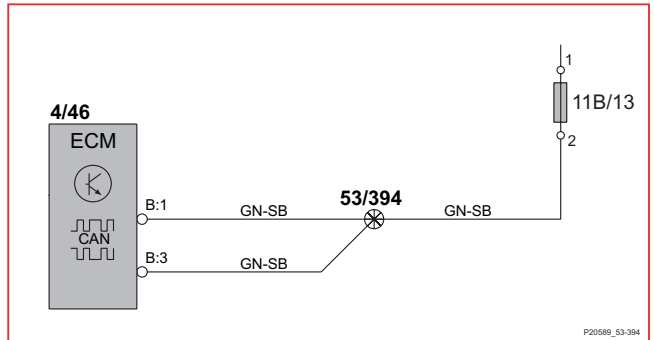 1
11B/13
2
4/46
ECM
B:1
GN-SB
53/394
GN-SB
CAN
B:3
GN-SB
P20589_53-394